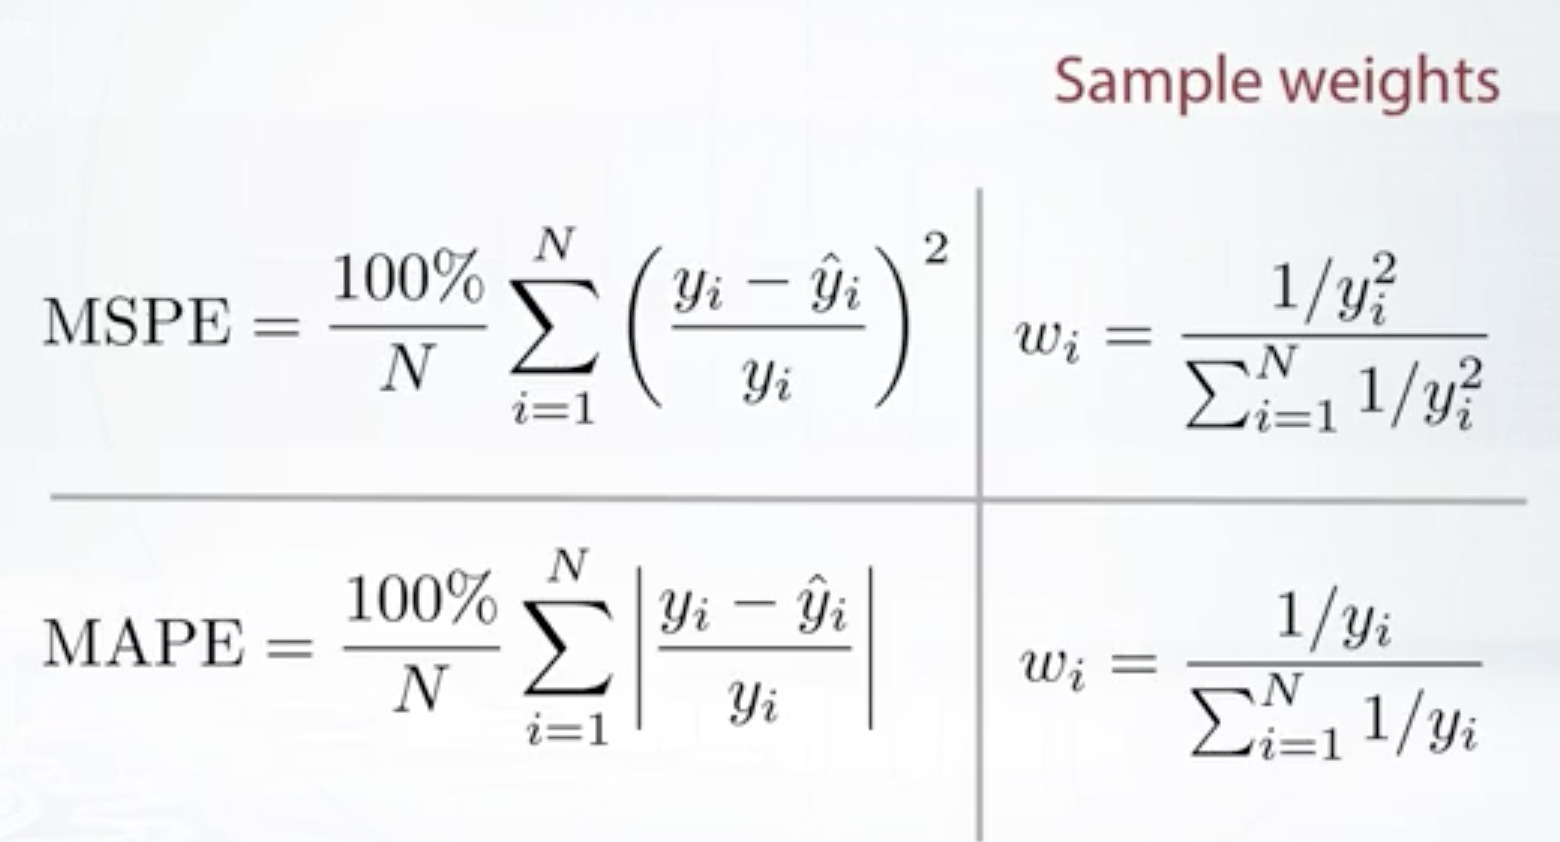 Sample weights
$\mathrm{MSPE} = \frac{100\%}{N} \sum_{i=1}^{N} \left( \frac{y_i - \hat{y}_i}{y_i} \right)^2$
$w_i = \frac{1/y_i^2}{\sum_{i=1}^{N} 1/y_i^2}$
$\mathrm{MAPE} = \frac{100\%}{N} \sum_{i=1}^{N} \left| \frac{y_i - \hat{y}_i}{y_i} \right|$
$w_i = \frac{1/y_i}{\sum_{i=1}^{N} 1/y_i}$